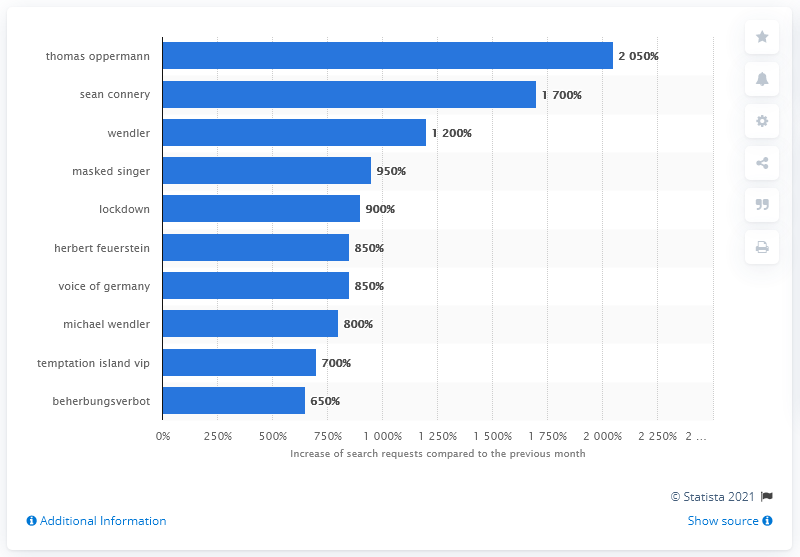 thomas oppermann 2 050%
sean connery 1 700%
wendler 1 200%
masked singer 950%
lockdown 900%
herbert feuerstein 850%
voice of germany 850%
michael wendler 800%
temptation island vip 700%
beherbungsverbot 650%
0% 250% 500% 750% 1 000% 1 250% 1 500% 1 750% 2 000% 2 250% 2 ...
Increase of search requests compared to the previous month
© Statista 2021
Additional Information Show source